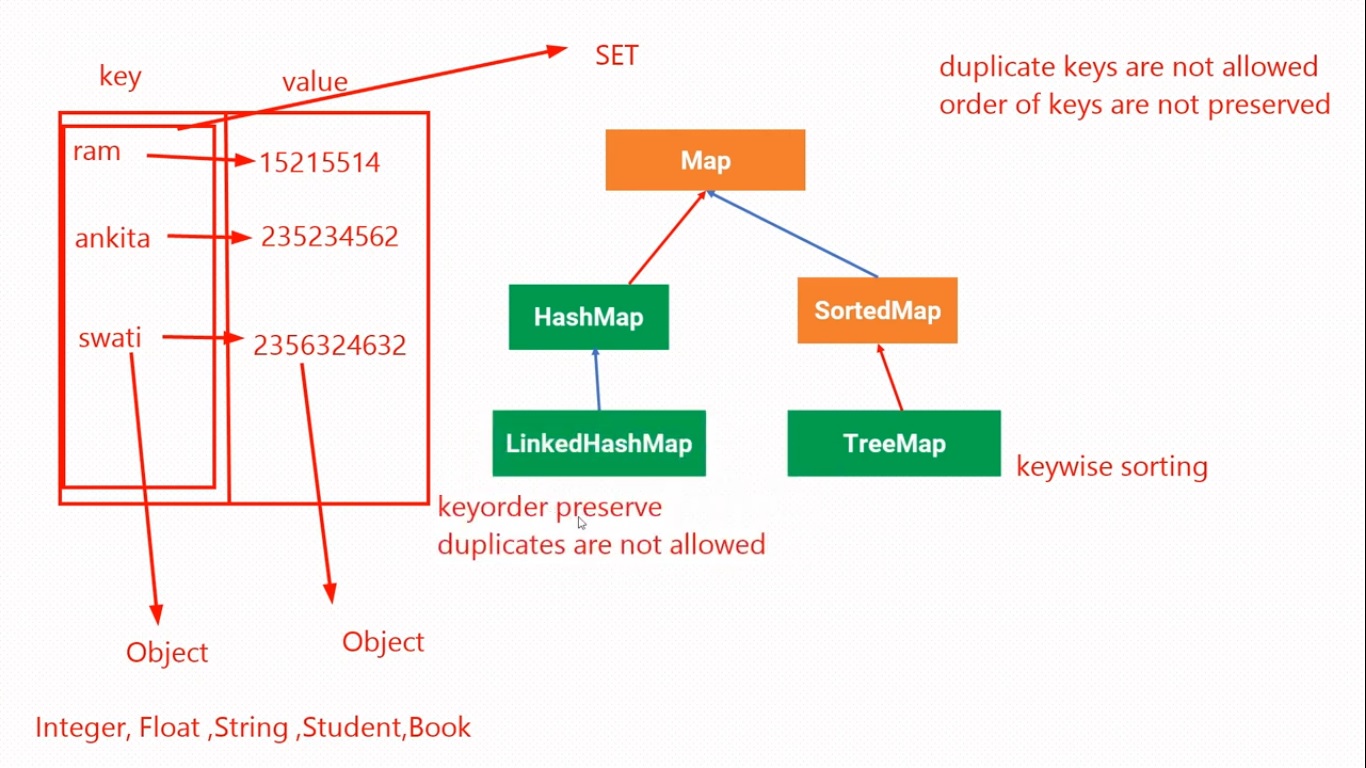 key
value
SET
duplicate keys are not allowed
order of keys are not preserved
ram
15215514
ankita
235234562
swati
2356324632
Map
HashMap
SortedMap
LinkedHashMap
TreeMap
keywise sorting
keyorder preserve
duplicates are not allowed
Object
Object
Integer, Float ,String ,Student,Book